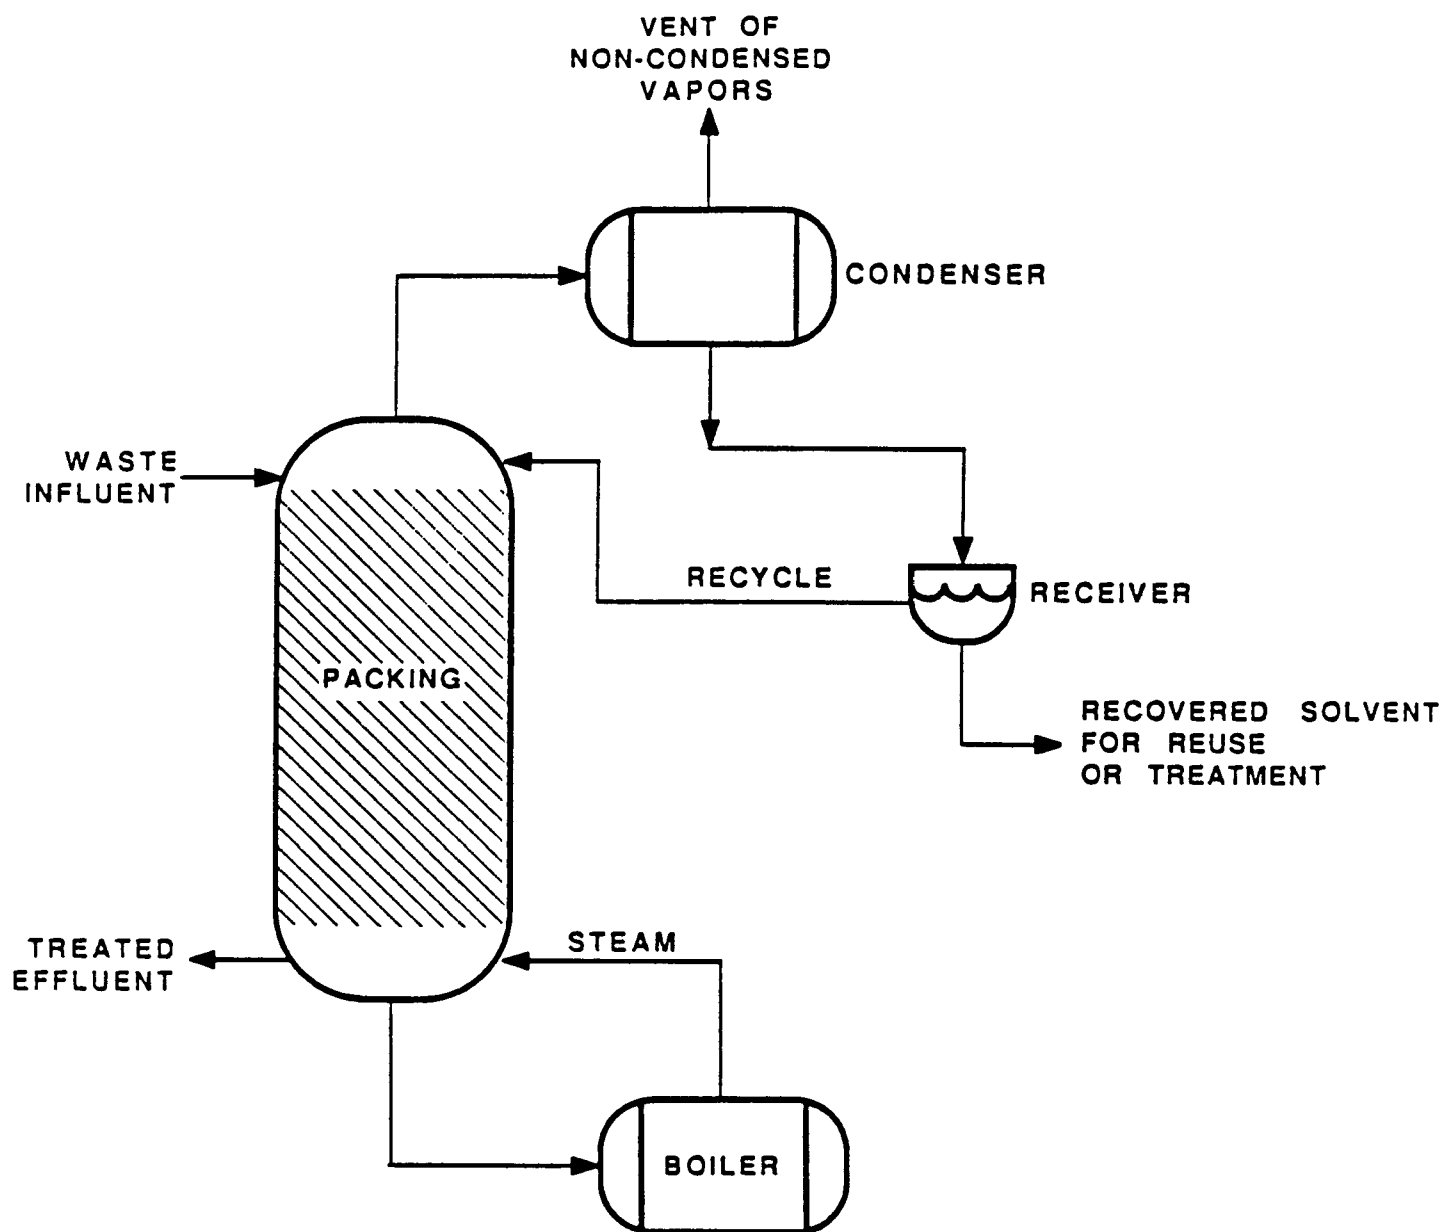 VENT OF
NON-CONDENSED
VAPORS
CONDENSER
WASTE
INFLUENT
RECYCLE
RECEIVER
PACKING
RECOVERED SOLVENT
FOR REUSE
OR TREATMENT
STEAM
TREATED
EFFLUENT
BOILER